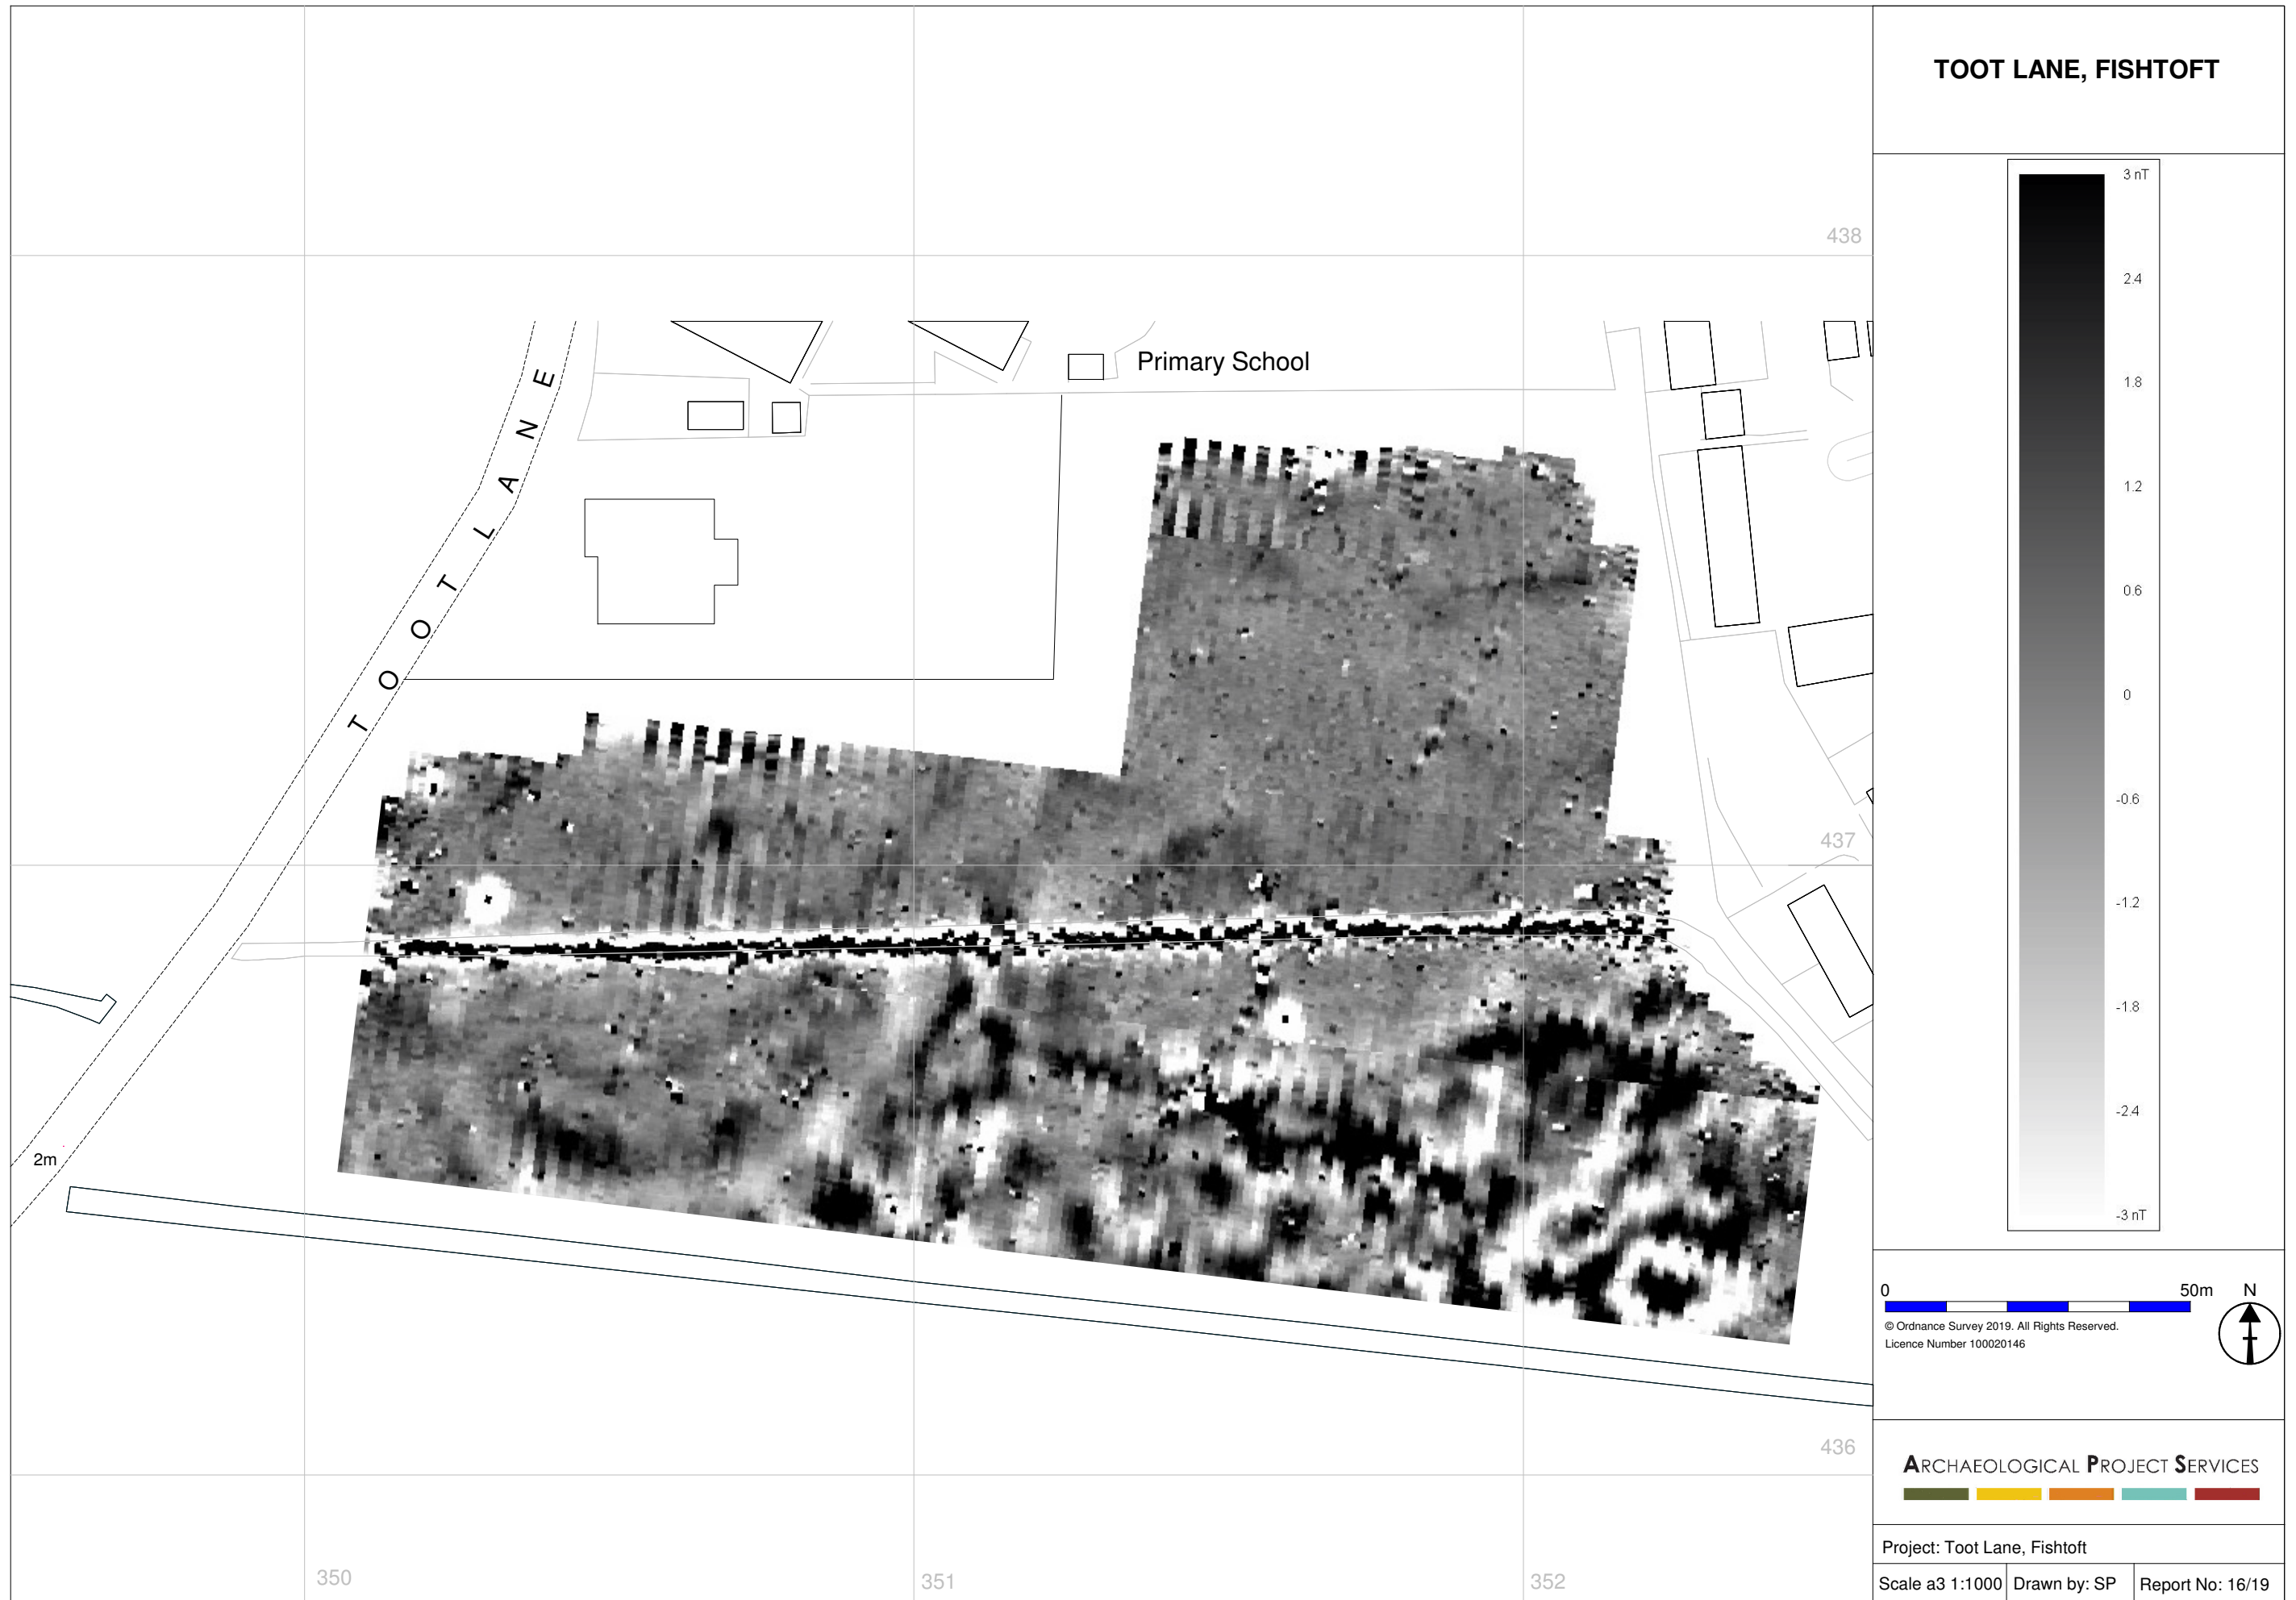 TOOT LANE, FISHTOFT
3 nT
2.4
1.8
1.2
0.6
0
-0.6
-1.2
-1.8
-2.4
-3 nT
438
Primary School
TOOT LANE
437
2m
436
350
351
352
0 50m N
© Ordnance Survey 2019. All Rights Reserved.
Licence Number 100020146
ARCHAEOLOGICAL PROJECT SERVICES
Project: Toot Lane, Fishtoft
Scale a3 1:1000 Drawn by: SP Report No: 16/19